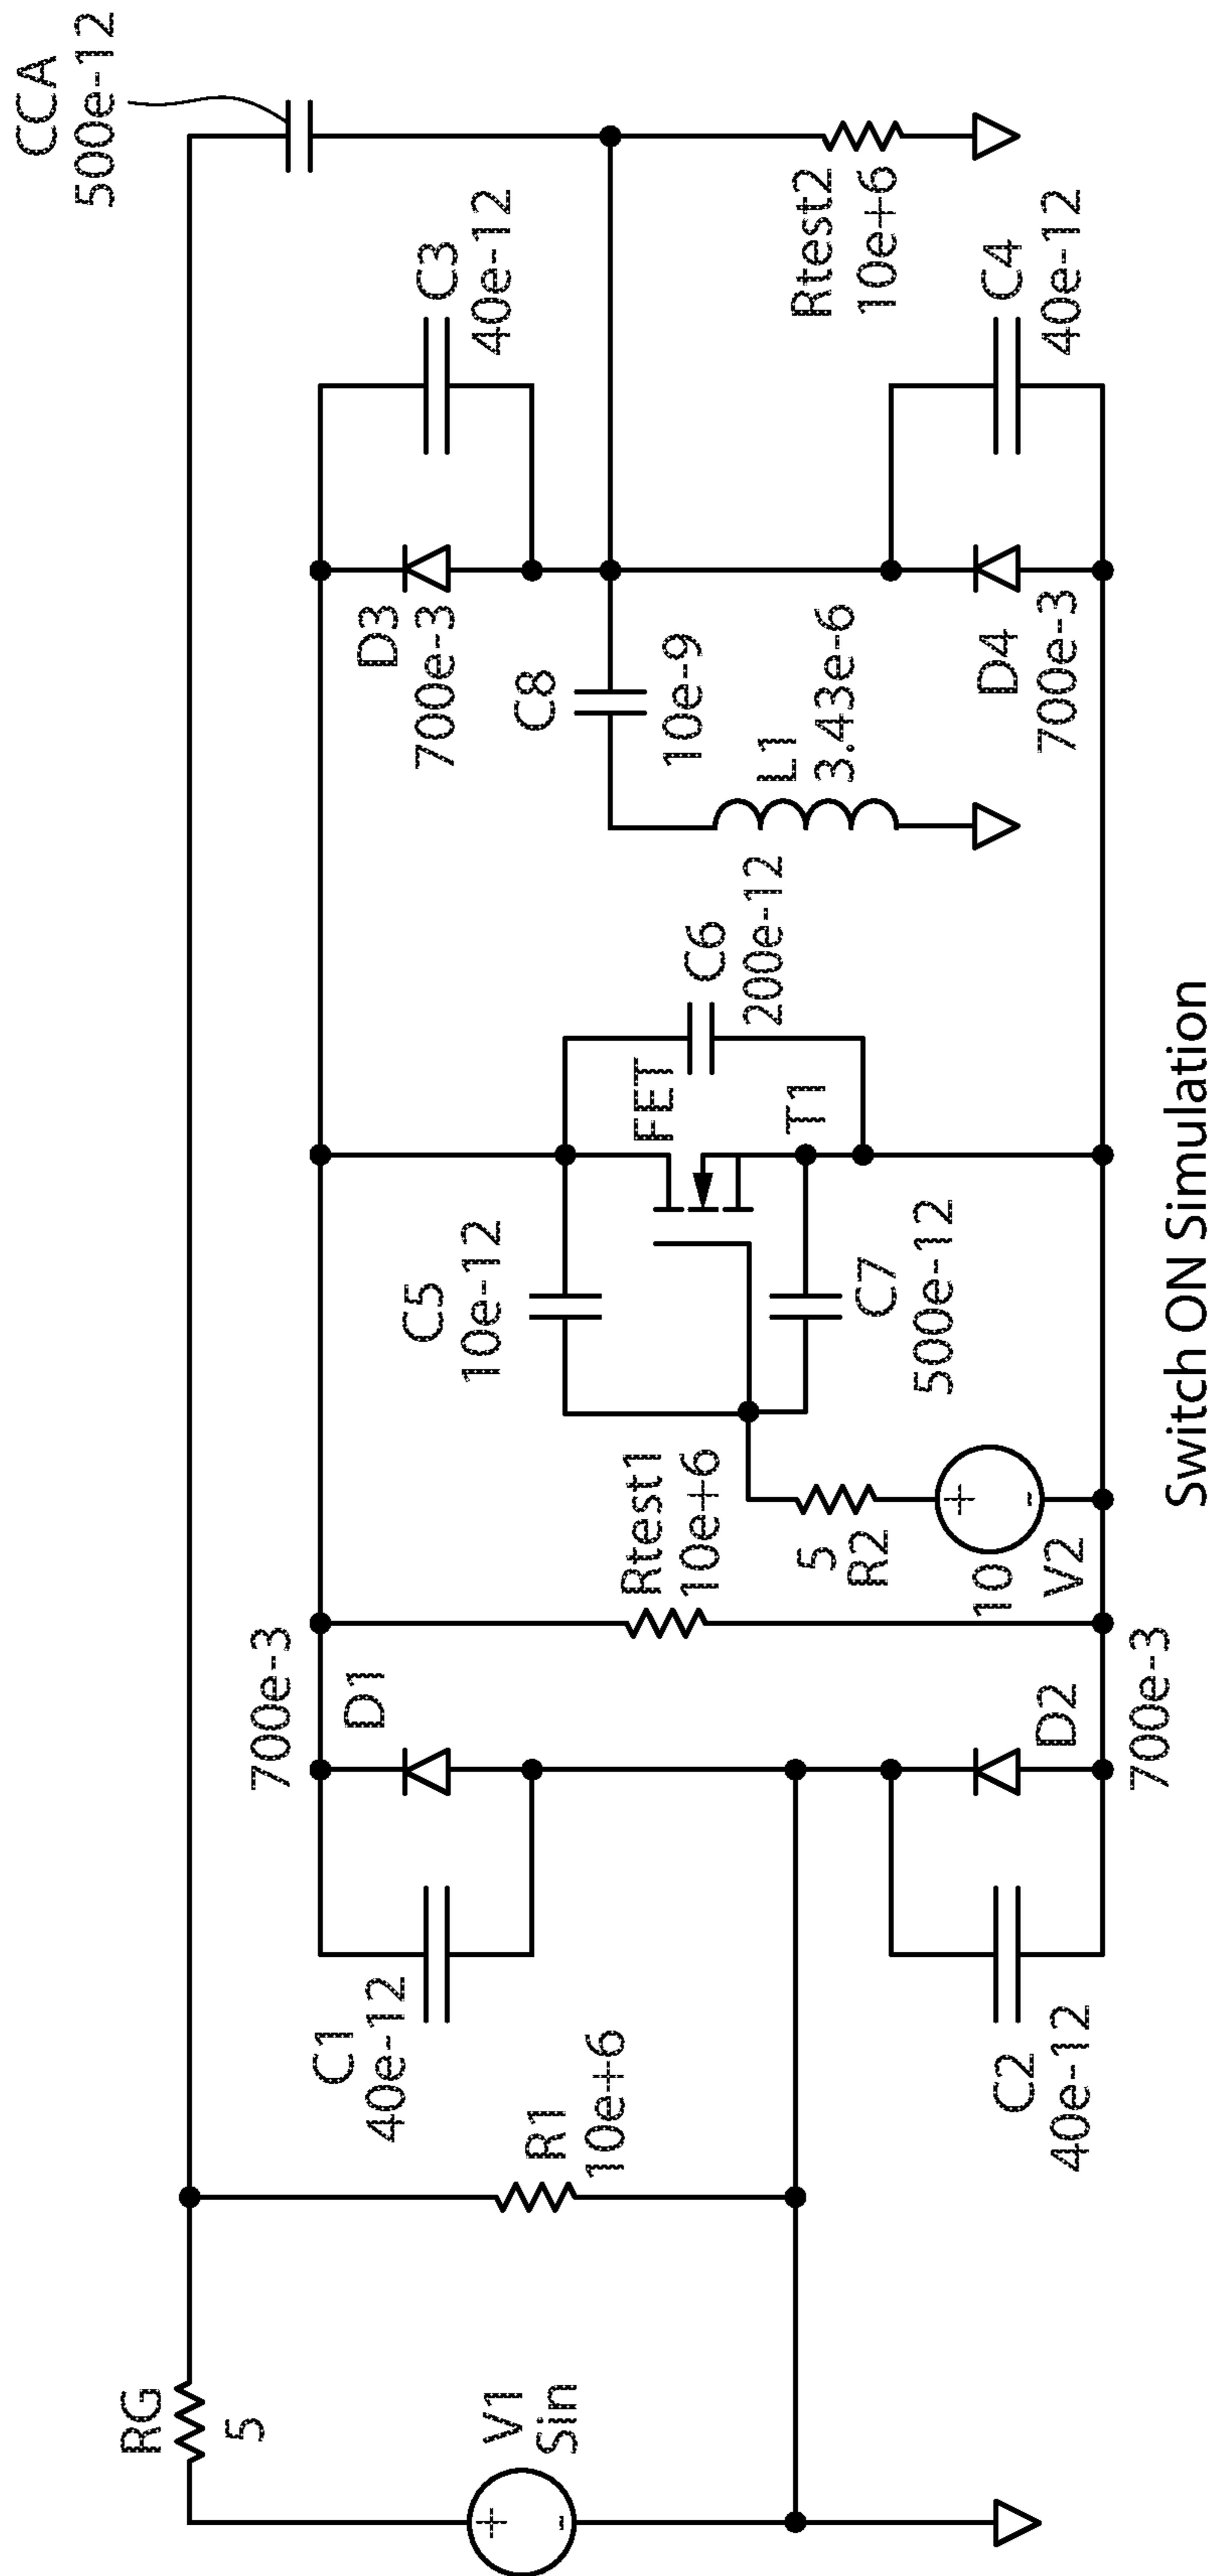 CCA
500e-12
C3
40e-12
Rtest2
10e+6
C4
40e-12
D3
700e-3
C8
10e-9
L1
3.43e-6
D4
700e-3
C6
200e-12
FET
T1
C5
10e-12
C7
500e-12
Rtest1
10e+6
5
R2
+
-
10
V2
700e-3
D1
D2
700e-3
C1
40e-12
R1
10e+6
C2
40e-12
RG
5
V1
Sin
+
-
Switch ON Simulation